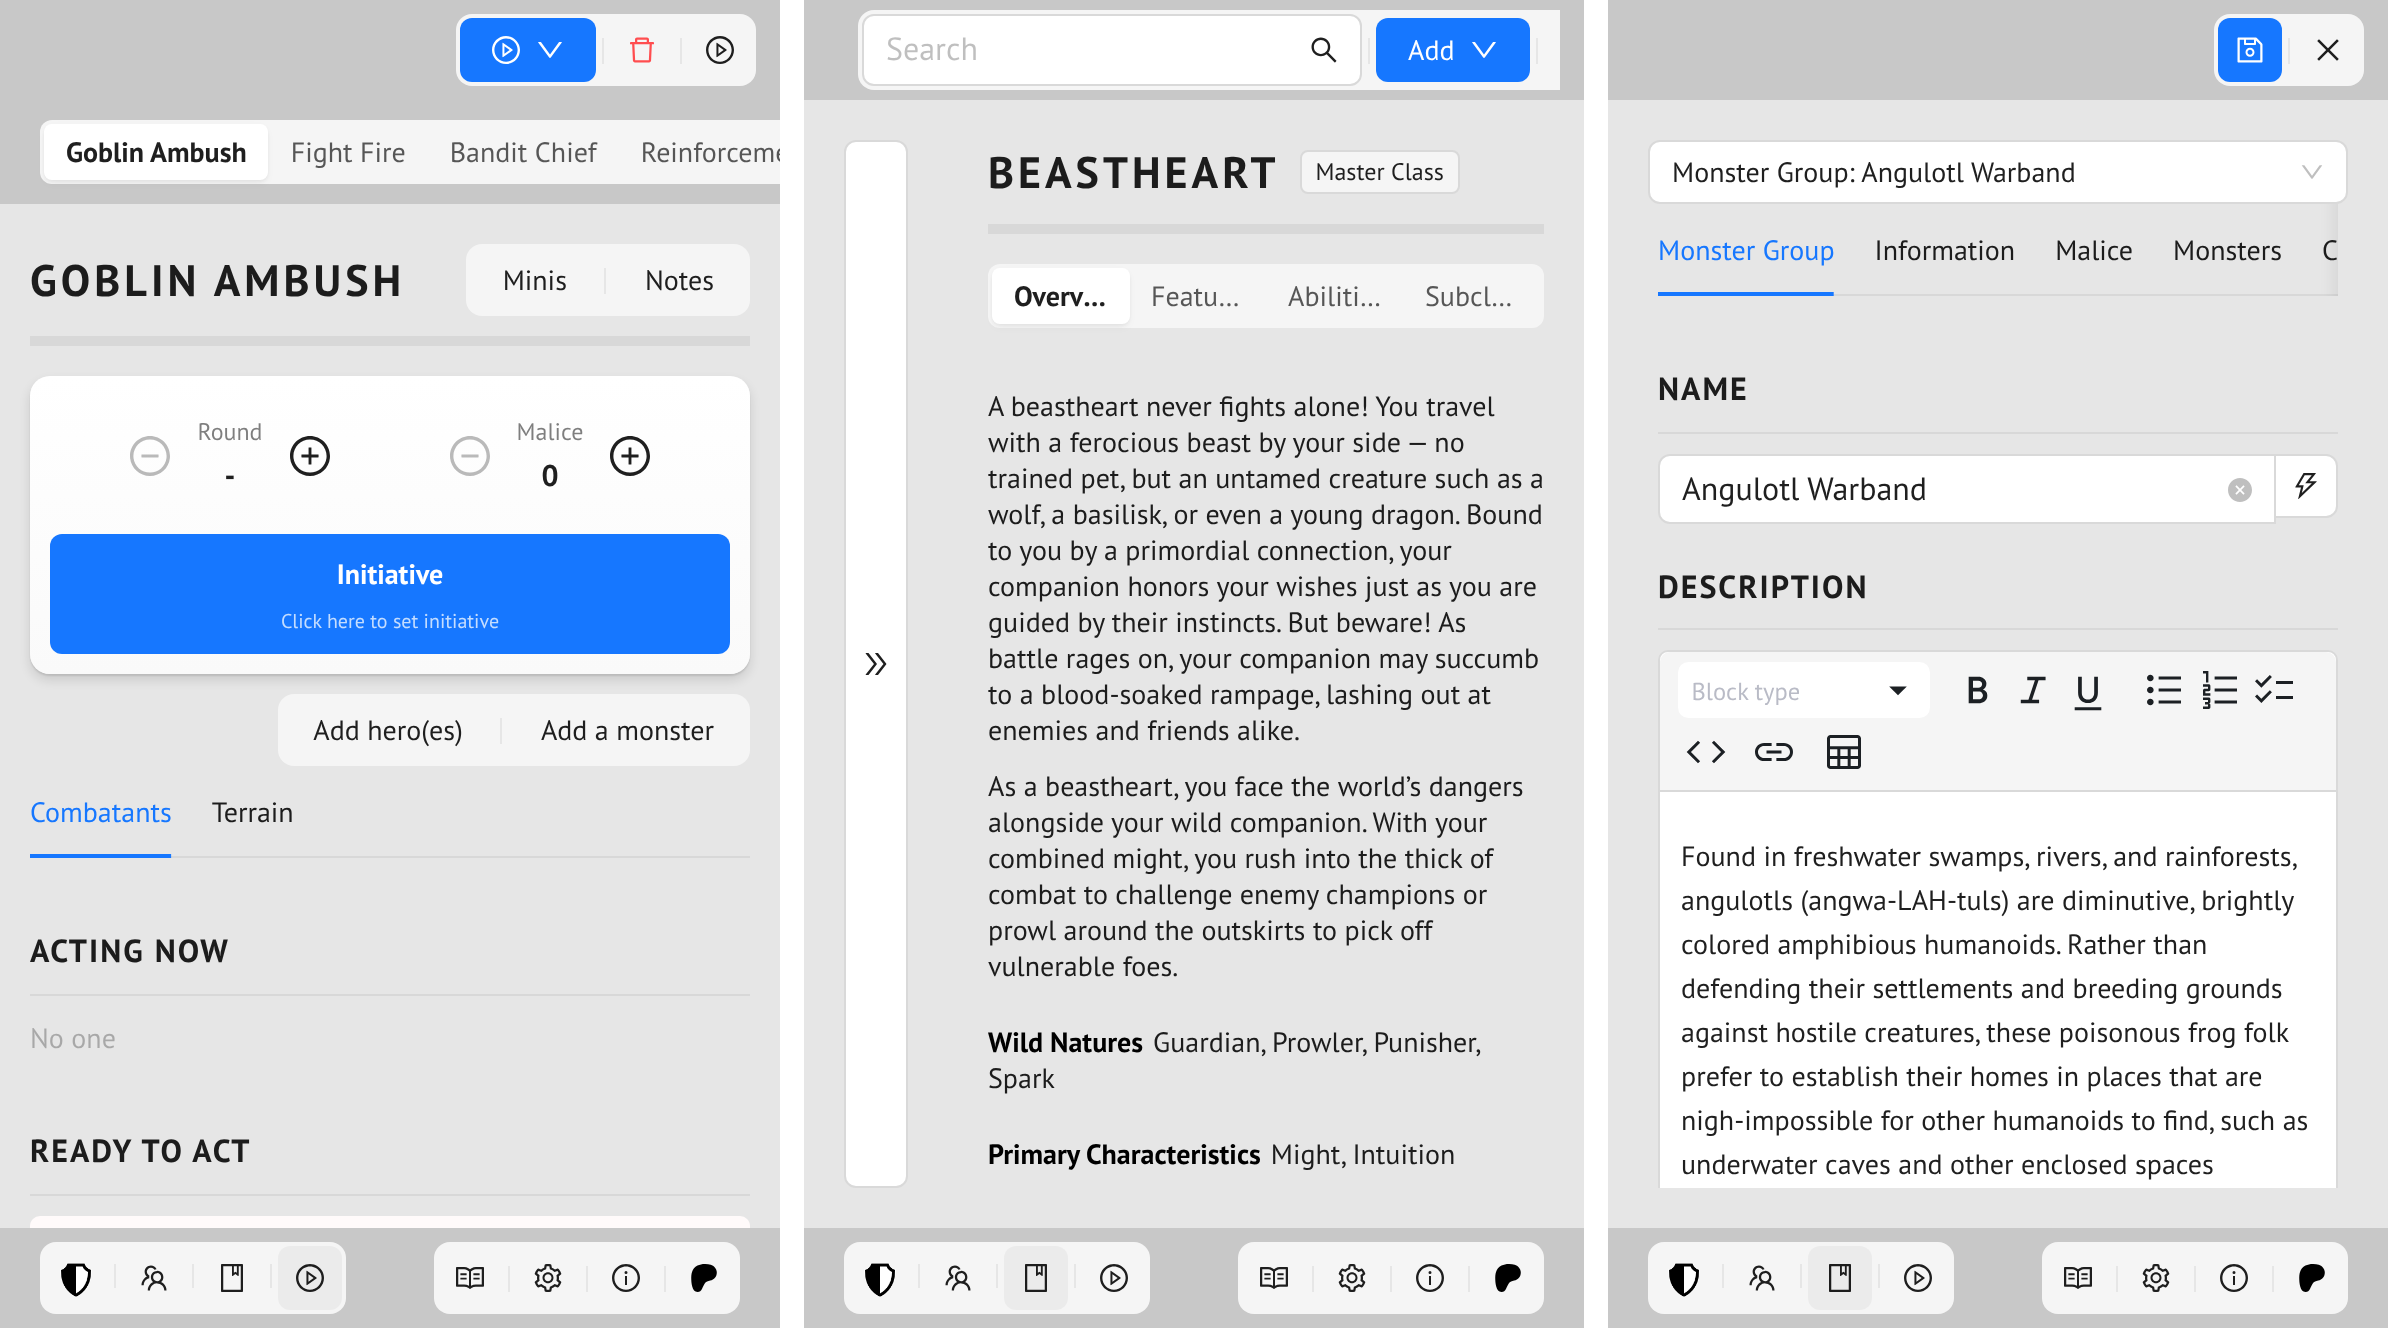 Goblin Ambush Fight Fire Bandit Chief Reinforceme
GOBLIN AMBUSH Minis Notes
Round Malice
- 0
Initiative
Click here to set initiative
Add hero(es) Add a monster
Combatants Terrain
ACTING NOW
No one
READY TO ACT
Search Add
BEASTHEART Master Class
Overv... Featu... Abiliti... Subcl...
A beastheart never fights alone! You travel
with a ferocious beast by your side — no
trained pet, but an untamed creature such as a
wolf, a basilisk, or even a young dragon. Bound
to you by a primordial connection, your
companion honors your wishes just as you are
guided by their instincts. But beware! As
battle rages on, your companion may succumb
to a blood-soaked rampage, lashing out at
enemies and friends alike.
As a beastheart, you face the world’s dangers
alongside your wild companion. With your
combined might, you rush into the thick of
combat to challenge enemy champions or
prowl around the outskirts to pick off
vulnerable foes.
Wild Natures Guardian, Prowler, Punisher,
Spark
Primary Characteristics Might, Intuition
Monster Group: Angulotl Warband
Monster Group Information Malice Monsters C
NAME
Angulotl Warband
DESCRIPTION
Block type B I U
Found in freshwater swamps, rivers, and rainforests,
angulotls (angwa-LAH-tuls) are diminutive, brightly
colored amphibious humanoids. Rather than
defending their settlements and breeding grounds
against hostile creatures, these poisonous frog folk
prefer to establish their homes in places that are
nigh-impossible for other humanoids to find, such as
underwater caves and other enclosed spaces